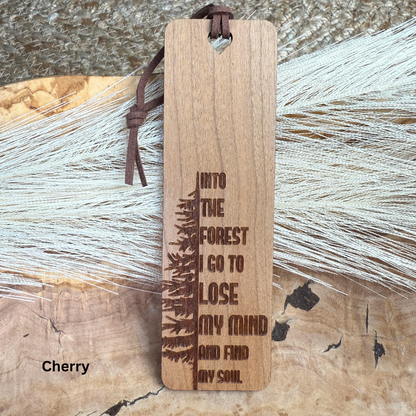 INTO
THE
FOREST
I GO TO
LOSE
MY MIND
AND FIND
MY SOUL
Cherry